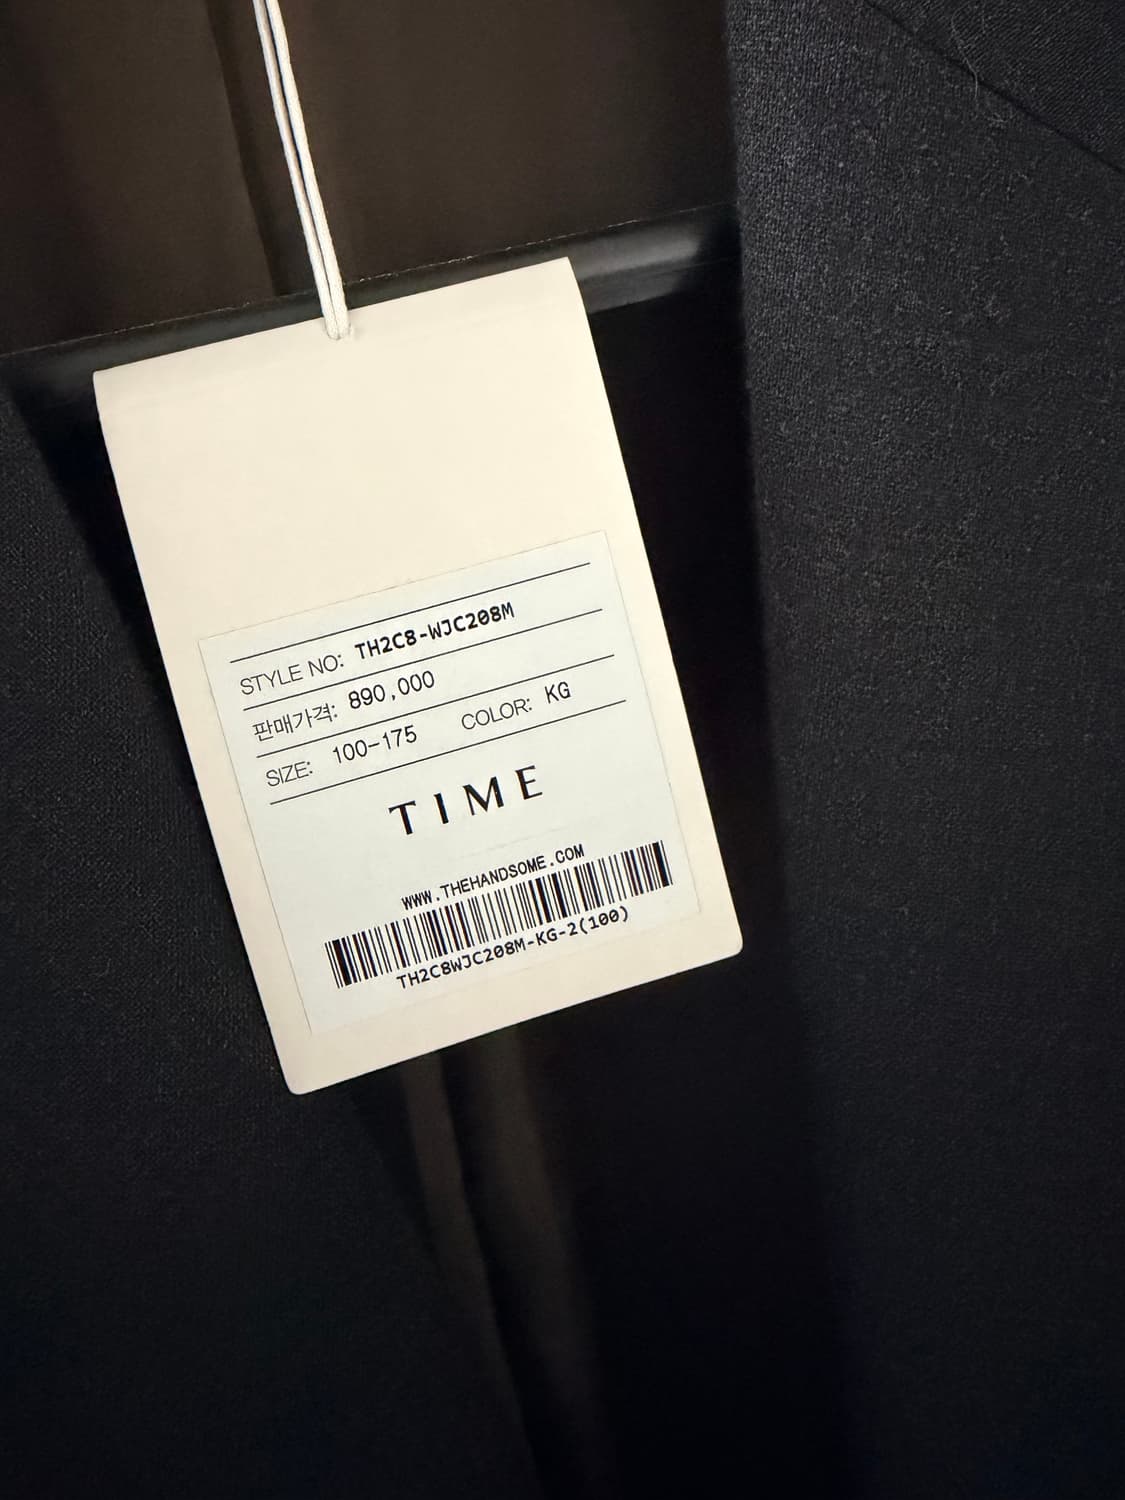 STYLE NO: TH2C8-WJC208M
판매가격: 890,000
SIZE: 100-175 COLOR: KG
TIME
WWW.THEHANDSOME.COM
TH2C8WJC208M-KG-2(100)